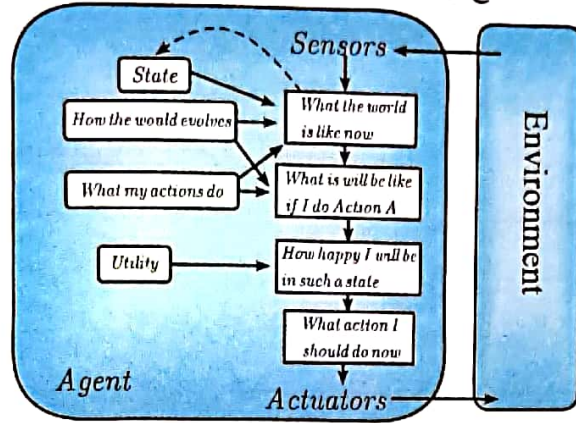 Sensors
State
What the world
is like now
How the world evolves
What is will be like
if I do Action A
What my actions do
How happy I will be
in such a state
Utility
What action I
should do now
Agent
Actuators
Environment